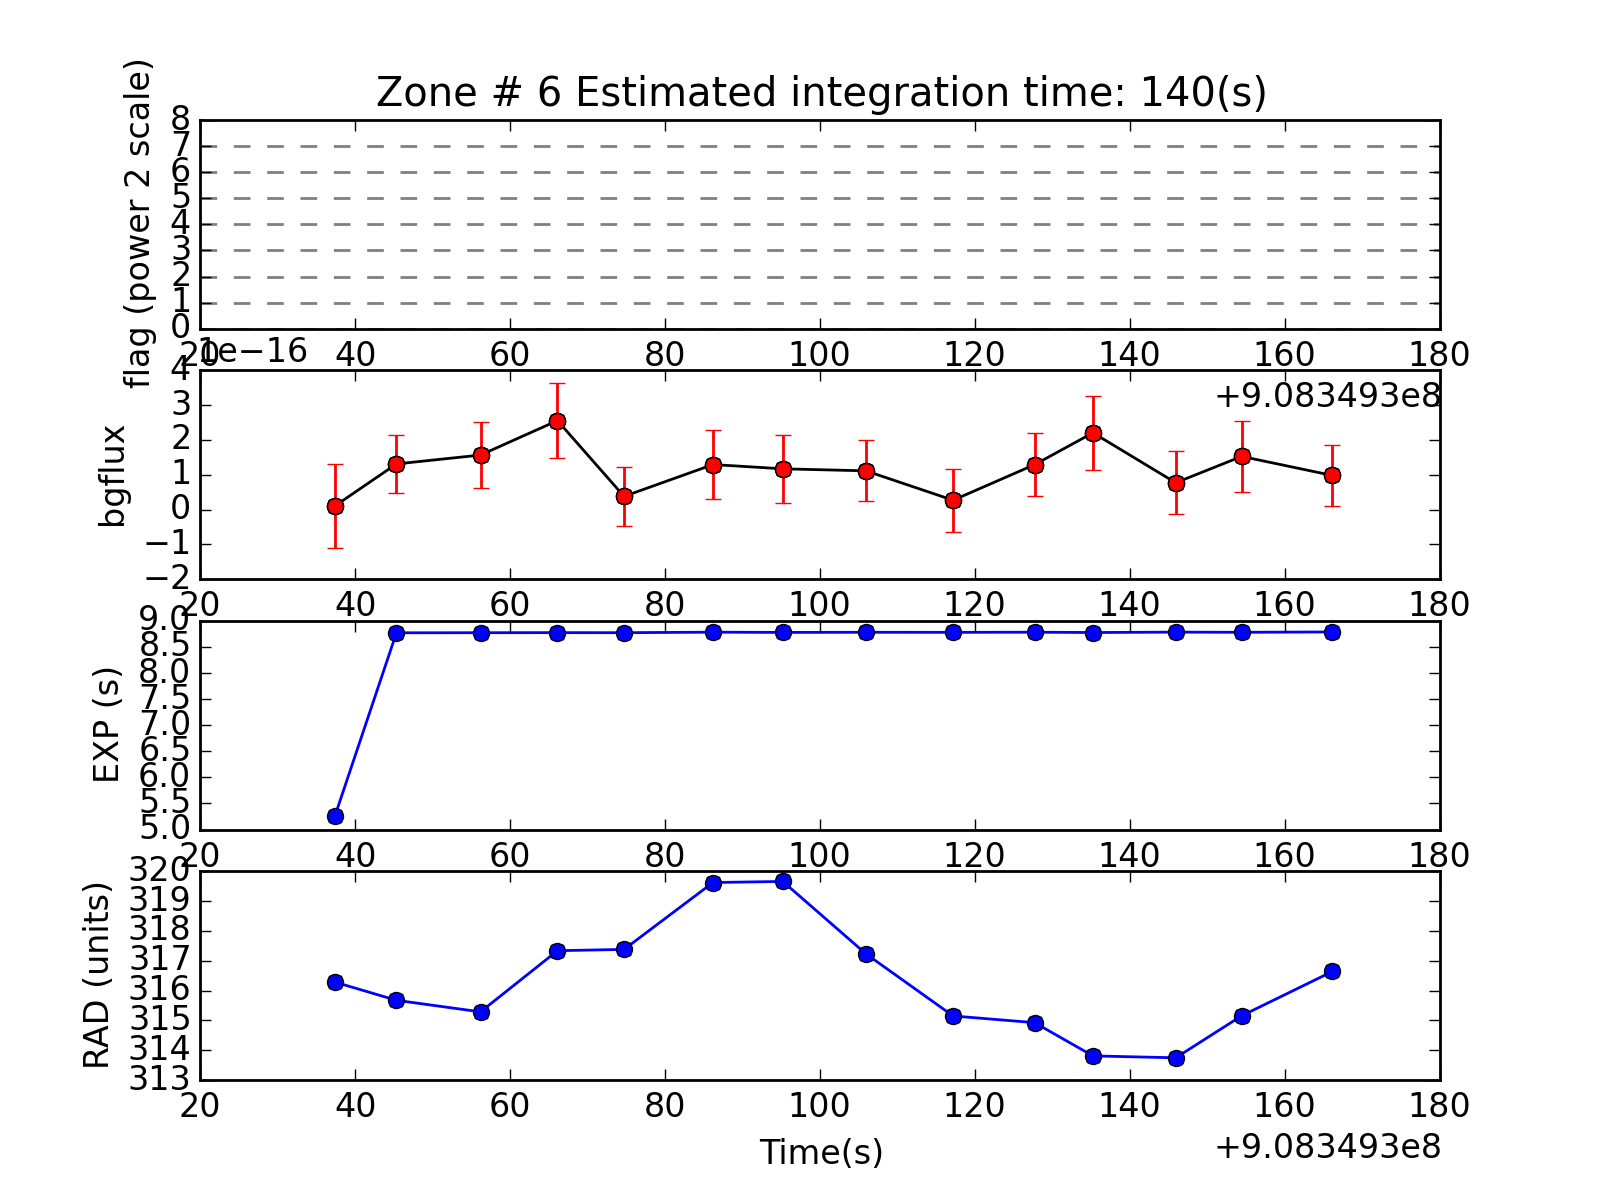 Zone # 6 Estimated integration time: 140(s)
flag (power 2 scale)
8
7
6
5
4
3
2
1
0
20 40 60 80 100 120 140 160 180
1e−16
+9.083493e8
bgflux
4
3
2
1
0
−1
−2
20 40 60 80 100 120 140 160 180
EXP (s)
9.0
8.5
8.0
7.5
7.0
6.5
6.0
5.5
5.0
20 40 60 80 100 120 140 160 180
RAD (units)
320
319
318
317
316
315
314
313
20 40 60 80 100 120 140 160 180
Time(s)
+9.083493e8